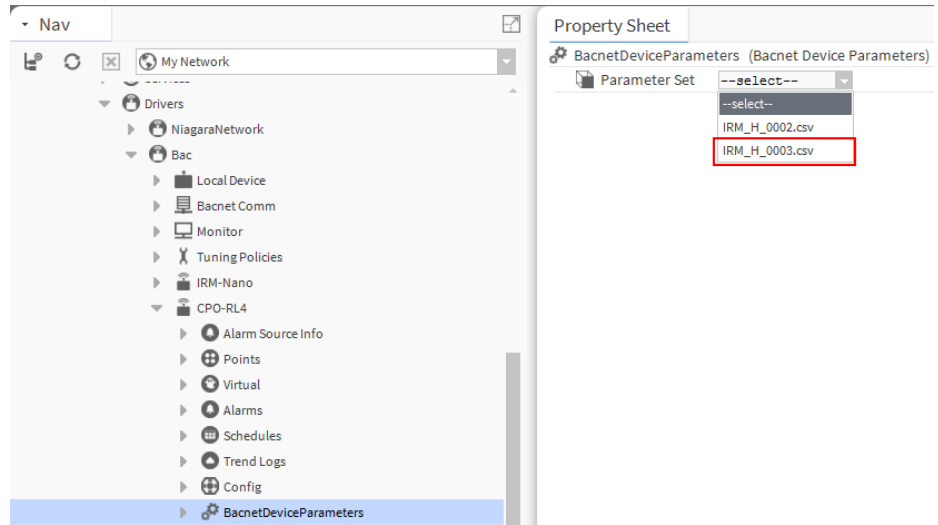 Nav
My Network
Drivers
NiagaraNetwork
Bac
Local Device
Bacnet Comm
Monitor
Tuning Policies
IRM-Nano
CPO-RL4
Alarm Source Info
Points
Virtual
Alarms
Schedules
Trend Logs
Config
BacnetDeviceParameters
Property Sheet
BacnetDeviceParameters (Bacnet Device Parameters)
Parameter Set --select--
--select--
IRM_H_0002.csv
IRM_H_0003.csv